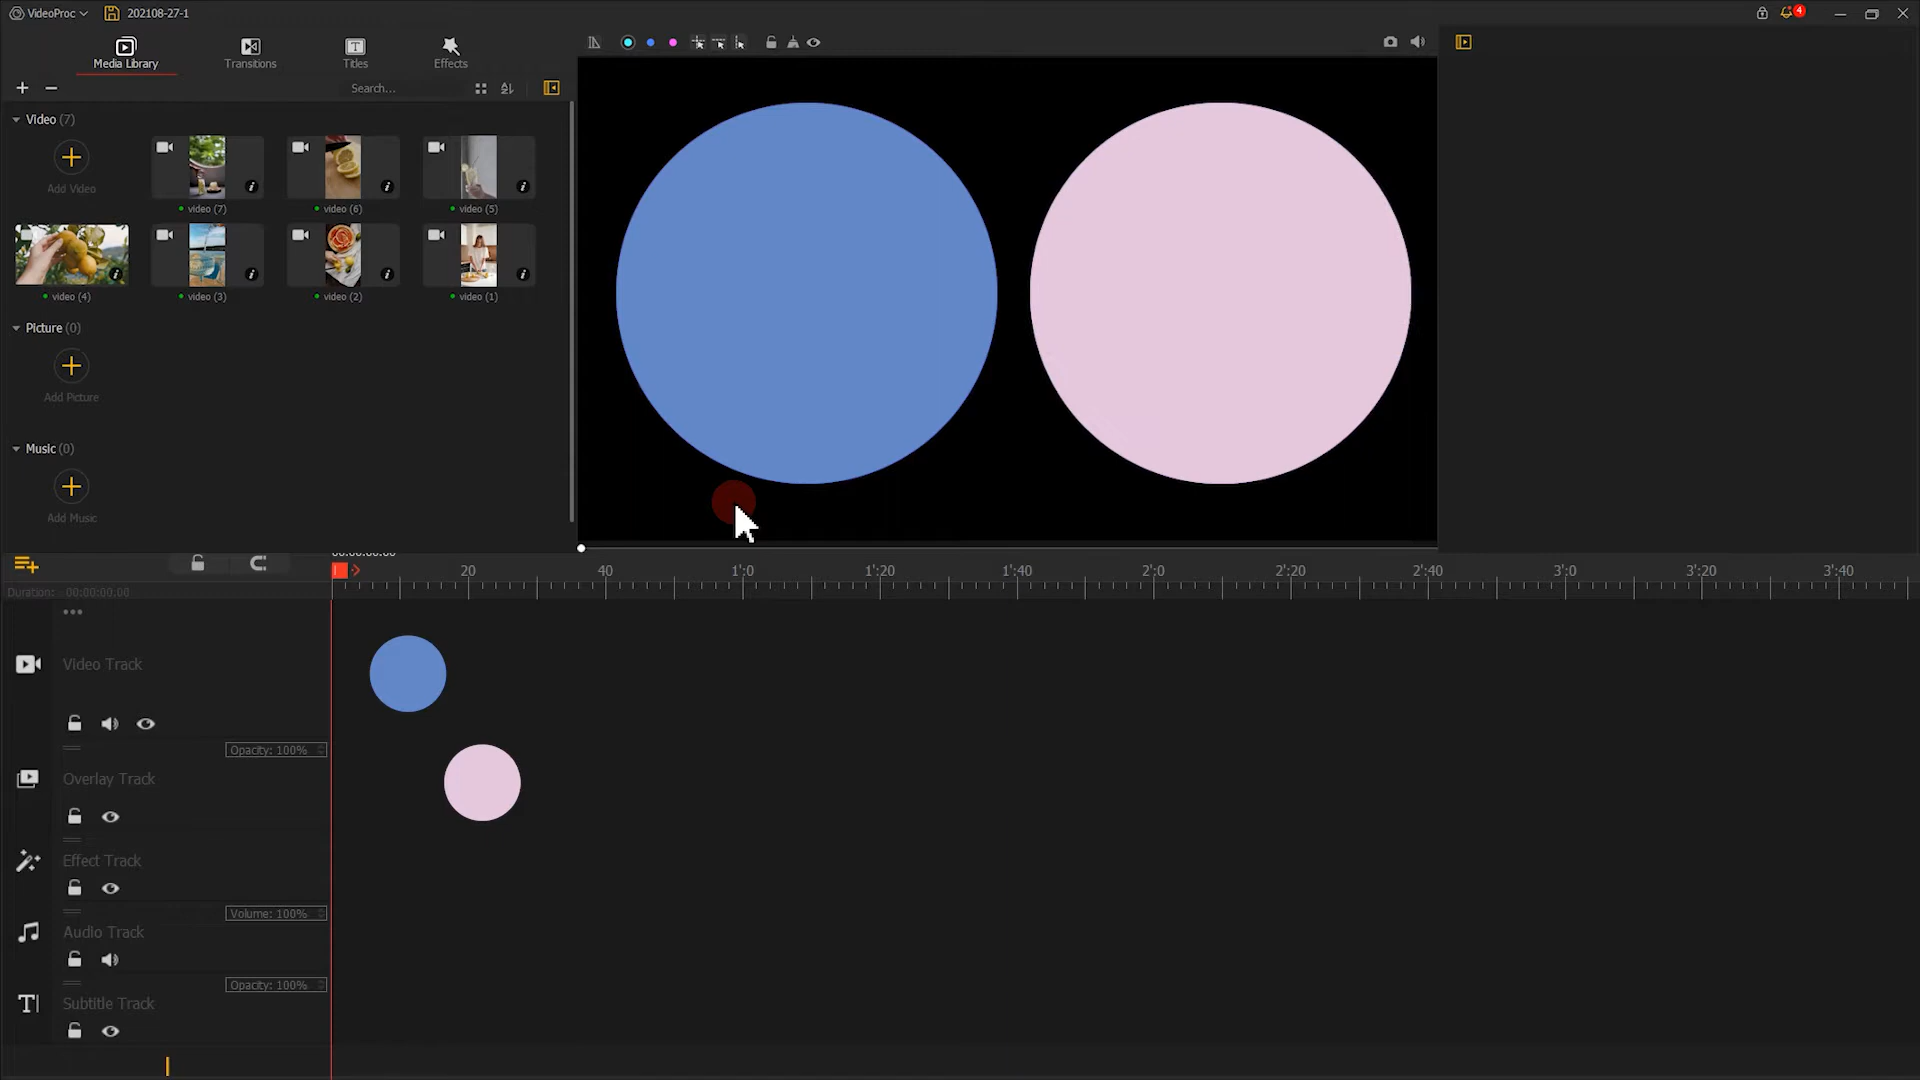 VideoProc
202108-27-1
4
Media Library
Transitions
Titles
Effects
Search...
Video (7)
Add Video
video (7)
video (6)
video (5)
video (4)
video (3)
video (2)
video (1)
Picture (0)
Add Picture
Music (0)
Add Music
00:00:00.00
20
40
1':0
1':20
1':40
2':0
2':20
2':40
3':0
3':20
3':40
Duration: 00:00:00.00
Video Track
Opacity: 100%
Overlay Track
Effect Track
Volume: 100%
Audio Track
Opacity: 100%
Subtitle Track